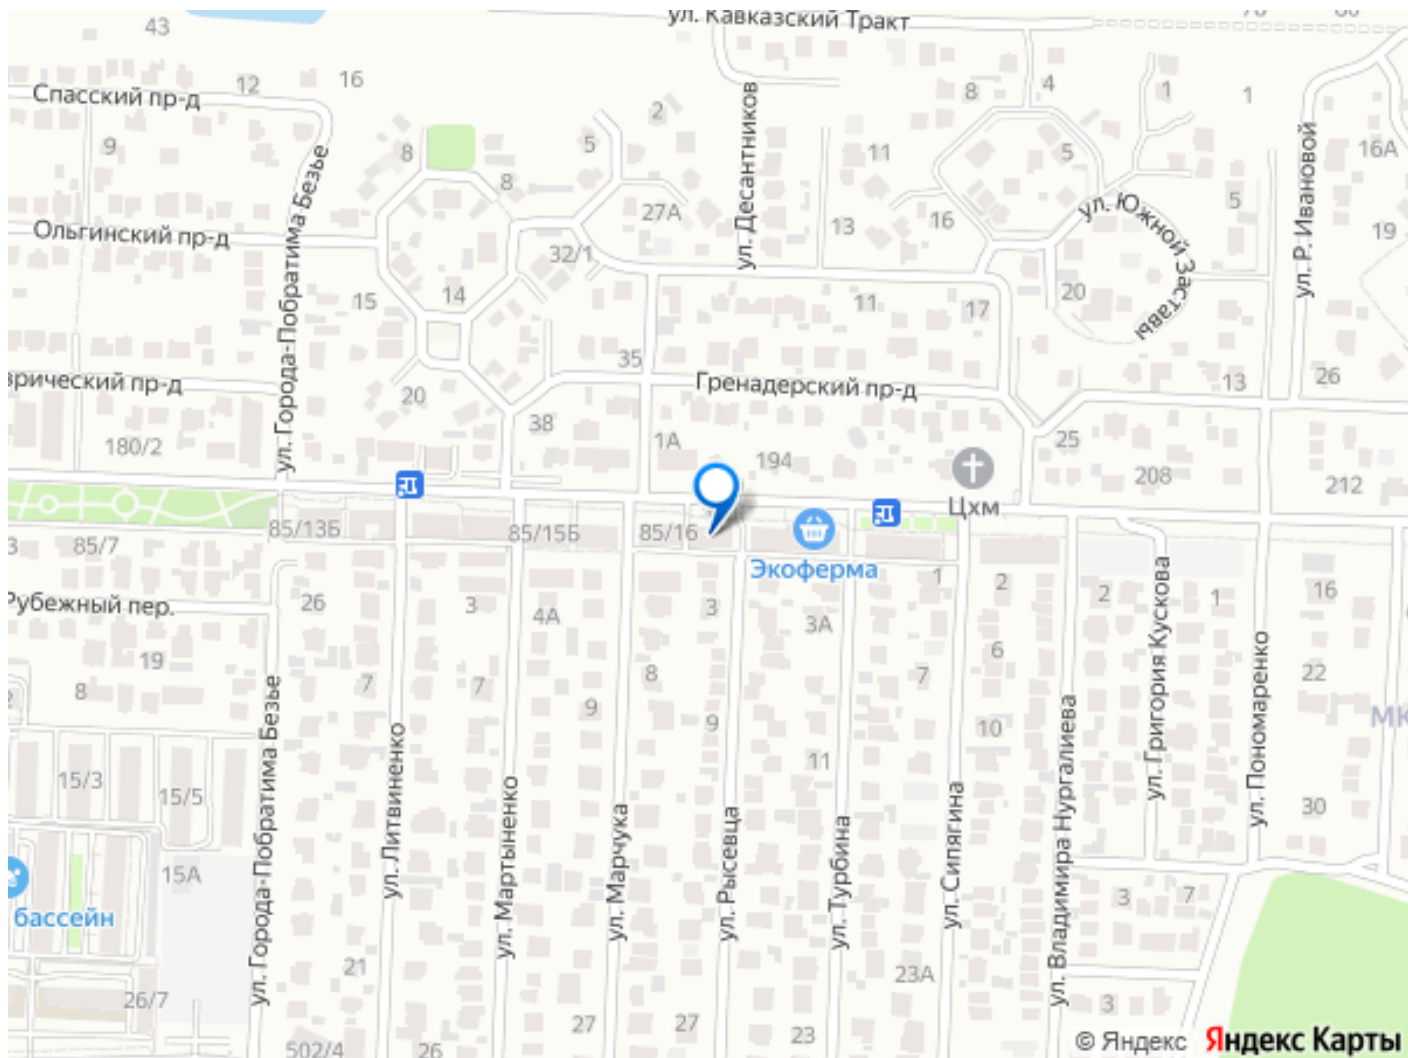 ул. Кавказский Тракт
43
12
16
Спасский пр-д
9
8
5
2
8
4
1
1
16А
ул. Города-Побратима Безье
ул. Десантников
8
27А
11
13
16
5
ул. Южной Заставы
5
ул. Р. Ивановой
19
Ольгинский пр-д
32/1
15
14
11
17
20
35
Гренадерский пр-д
13
26
врический пр-д
20
38
180/2
1А
194
25
208
212
Цхм
85/13Б
85/15Б
85/16
3
85/7
Экоферма
Рубежный пер.
26
3
4А
3
3А
1
2
2
1
16
19
8
7
7
8
9
9
7
6
22
ул. Города-Побратима Безье
ул. Литвиненко
ул. Мартыненко
ул. Марчука
ул. Рысевца
ул. Турбина
ул. Сипягина
ул. Владимира Нургалиева
ул. Григория Кускова
ул. Пономаренко
МК
10
11
15/3
15/5
30
15А
бассейн
3
7
21
23А
26/7
3
502/4
26
27
27
23
© Яндекс Яндекс Карты